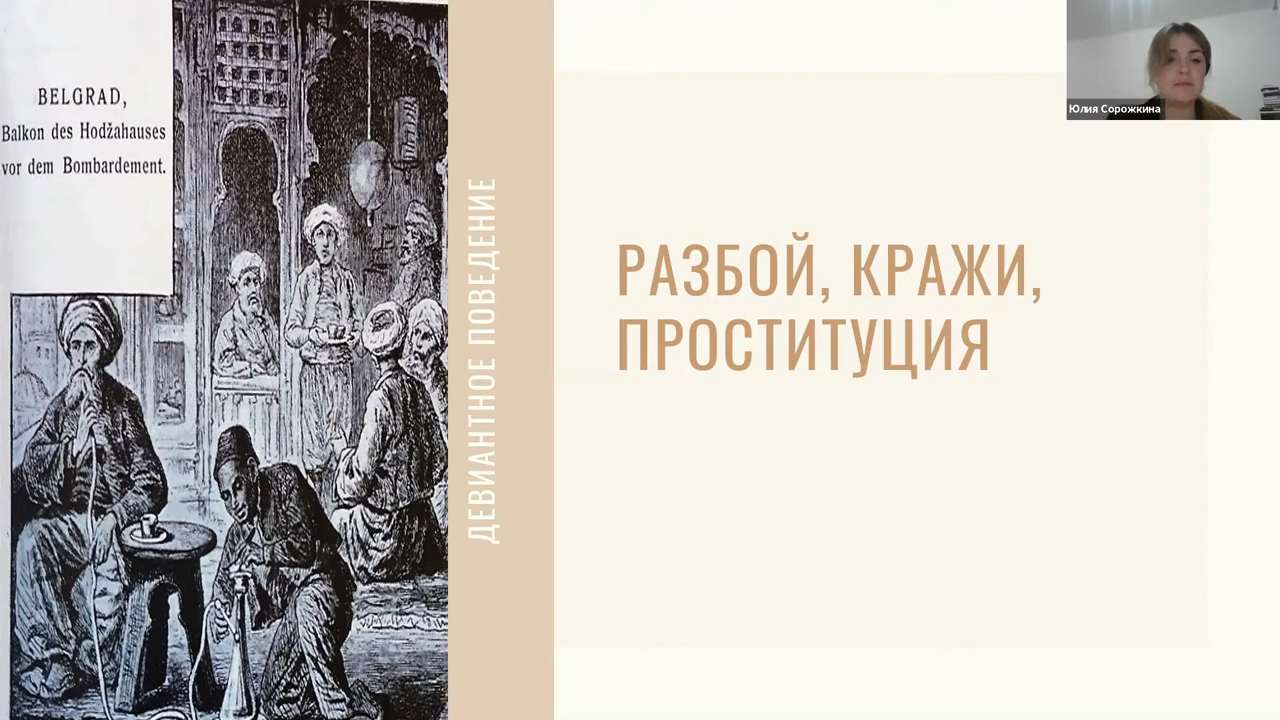 BELGRAD,
Balkon des Hodžahauses
vor dem Bombardement.
ДЕВИАНТНОЕ ПОВЕДЕНИЕ
РАЗБОЙ, КРАЖИ,
ПРОСТИТУЦИЯ
Юлия Сорожкина